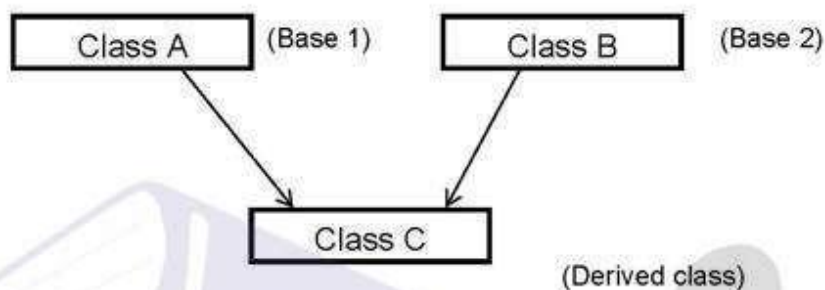 Class A (Base 1) Class B (Base 2)
Class C
(Derived class)